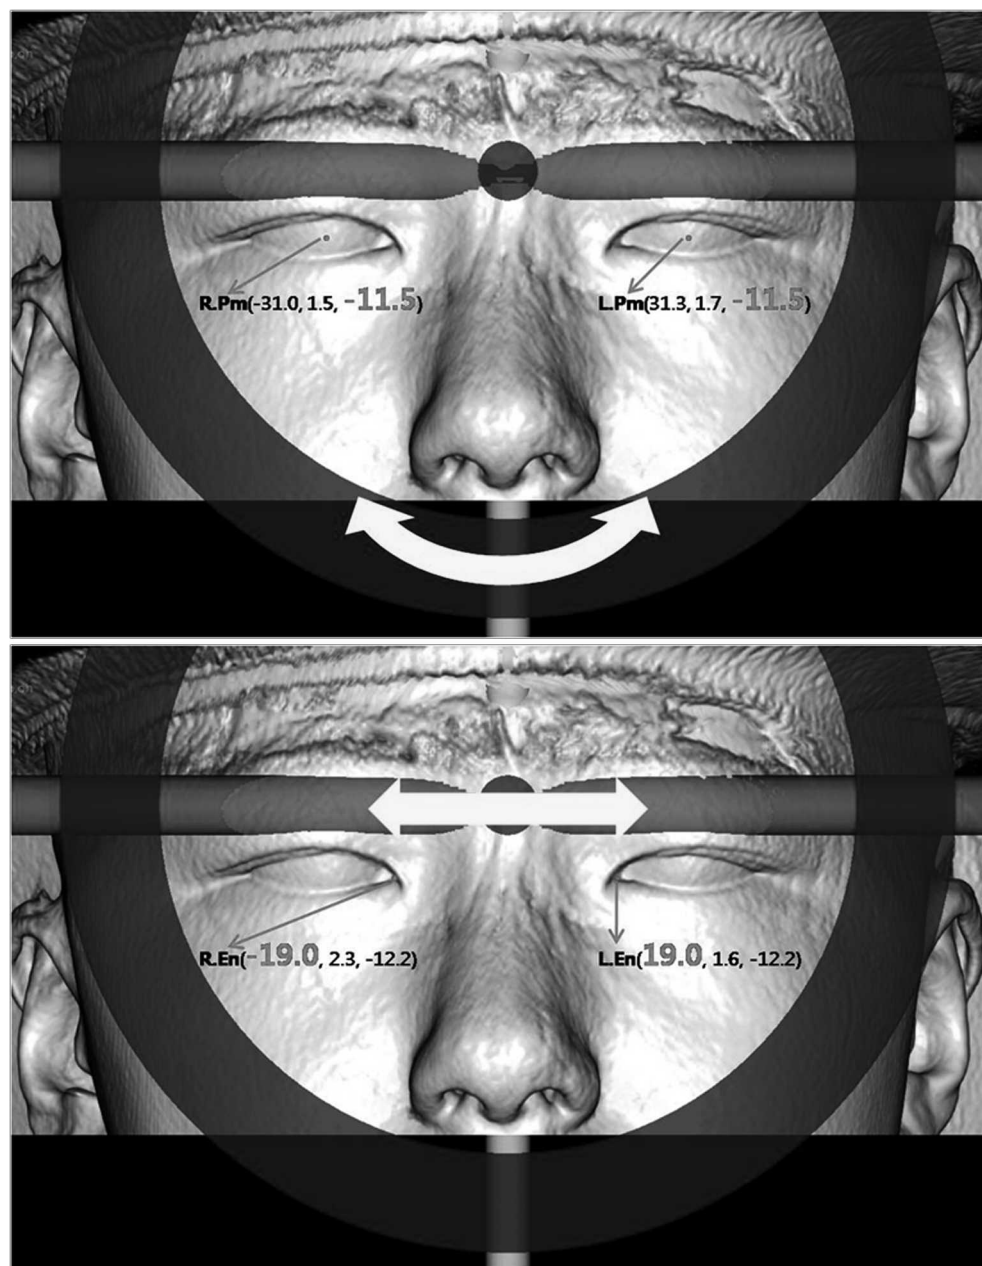 R.Pm(-31.0, 1.5, -11.5)
L.Pm(31.3, 1.7, -11.5)
R.En(-19.0, 2.3, -12.2)
L.En(19.0, 1.6, -12.2)